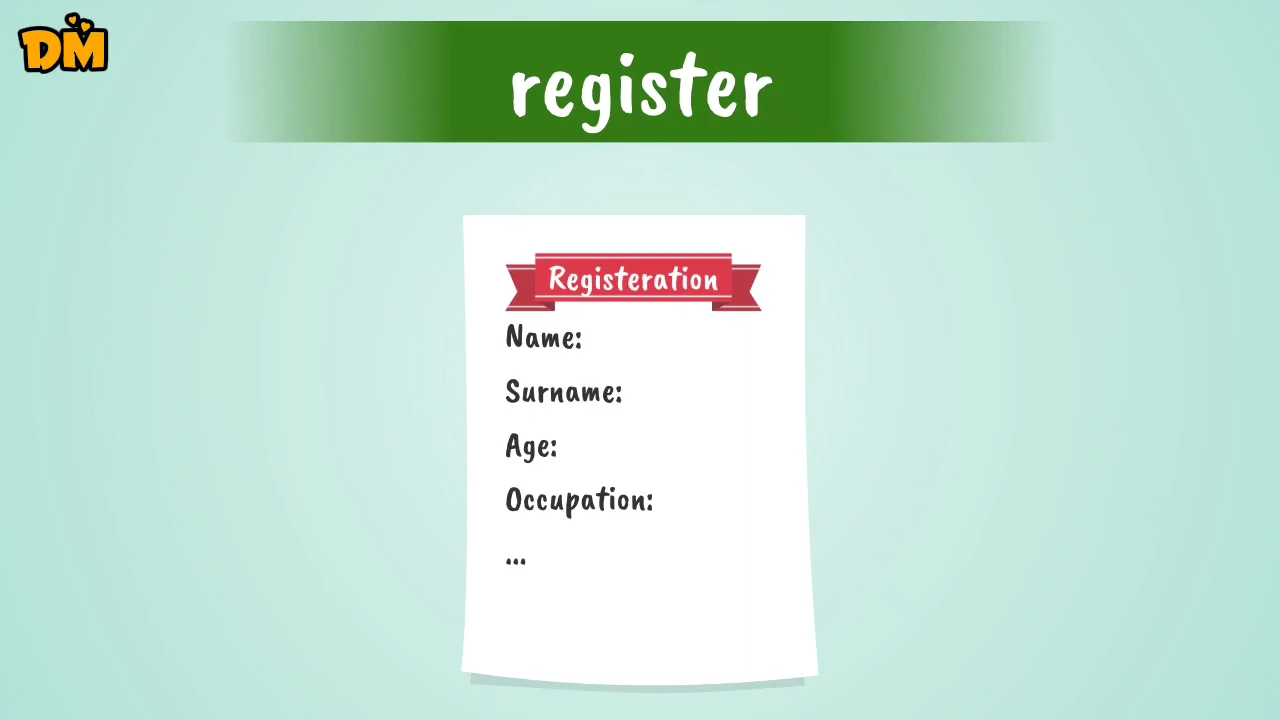 DM
register
Registeration
Name:
Surname:
Age:
Occupation:
...